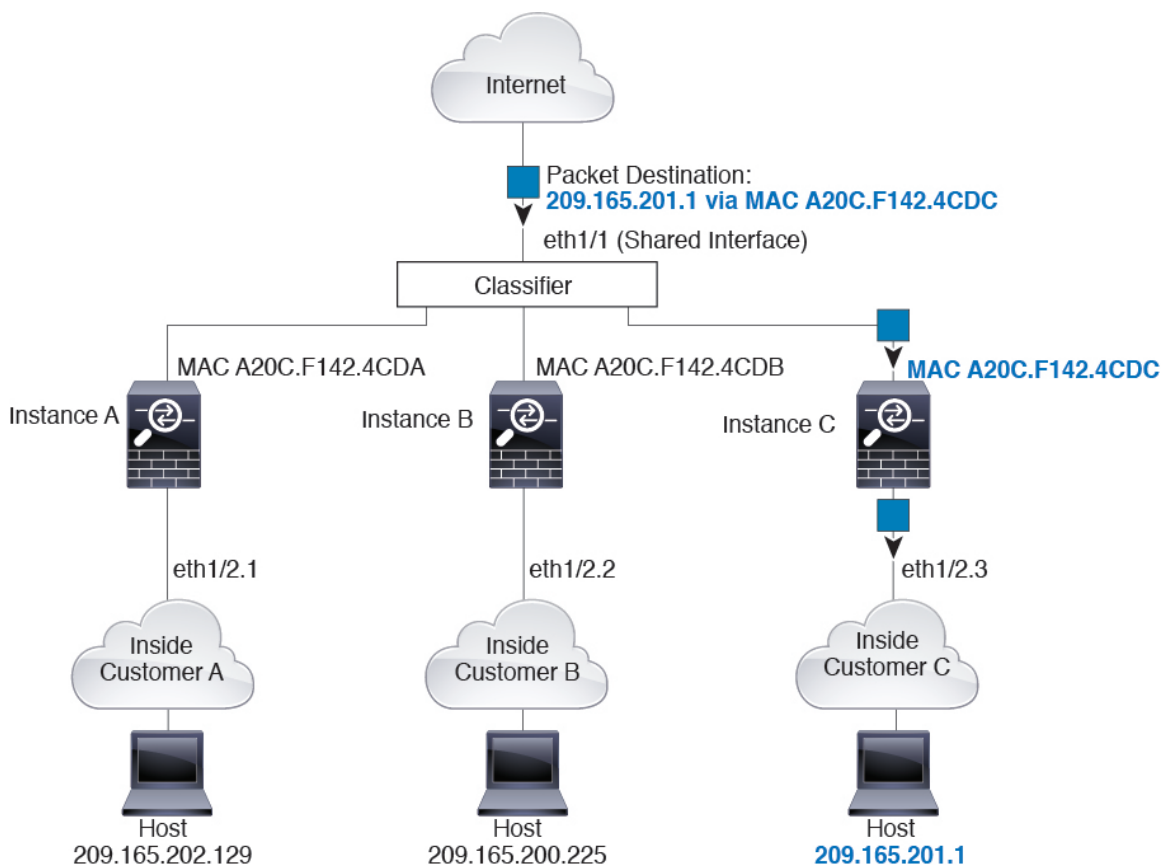 Internet
Packet Destination:
209.165.201.1 via MAC A20C.F142.4CDC
eth1/1 (Shared Interface)
Classifier
MAC A20C.F142.4CDA
MAC A20C.F142.4CDB
MAC A20C.F142.4CDC
Instance A
Instance B
Instance C
eth1/2.1
eth1/2.2
eth1/2.3
Inside
Customer A
Inside
Customer B
Inside
Customer C
Host
209.165.202.129
Host
209.165.200.225
Host
209.165.201.1